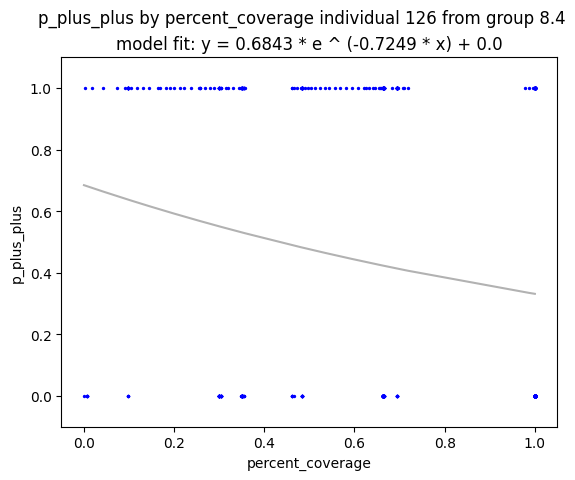 p_plus_plus by percent_coverage individual 126 from group 8.4
model fit: y = 0.6843 * e ^ (-0.7249 * x) + 0.0
1.0
0.8
0.6
0.4
0.2
0.0
p_plus_plus
0.0 0.2 0.4 0.6 0.8 1.0
percent_coverage